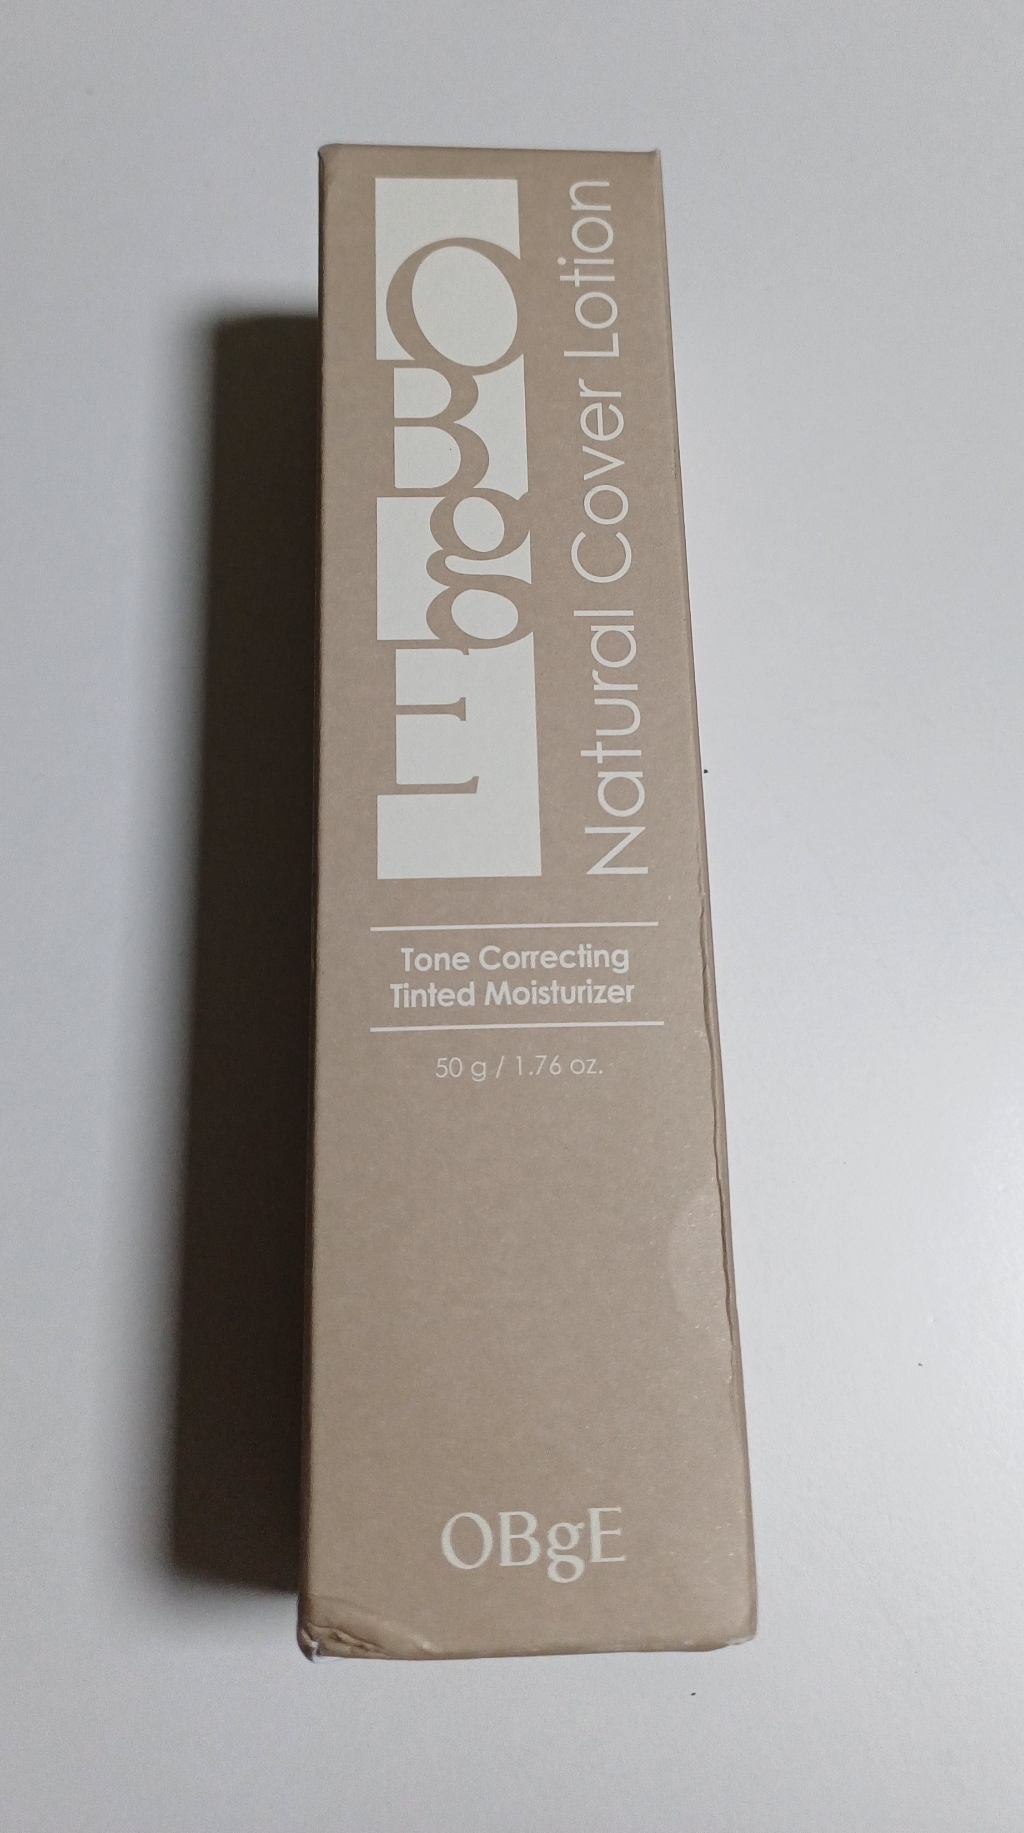 OBgE
Natural Cover Lotion
Tone Correcting
Tinted Moisturizer
50 g / 1.76 oz.
OBgE